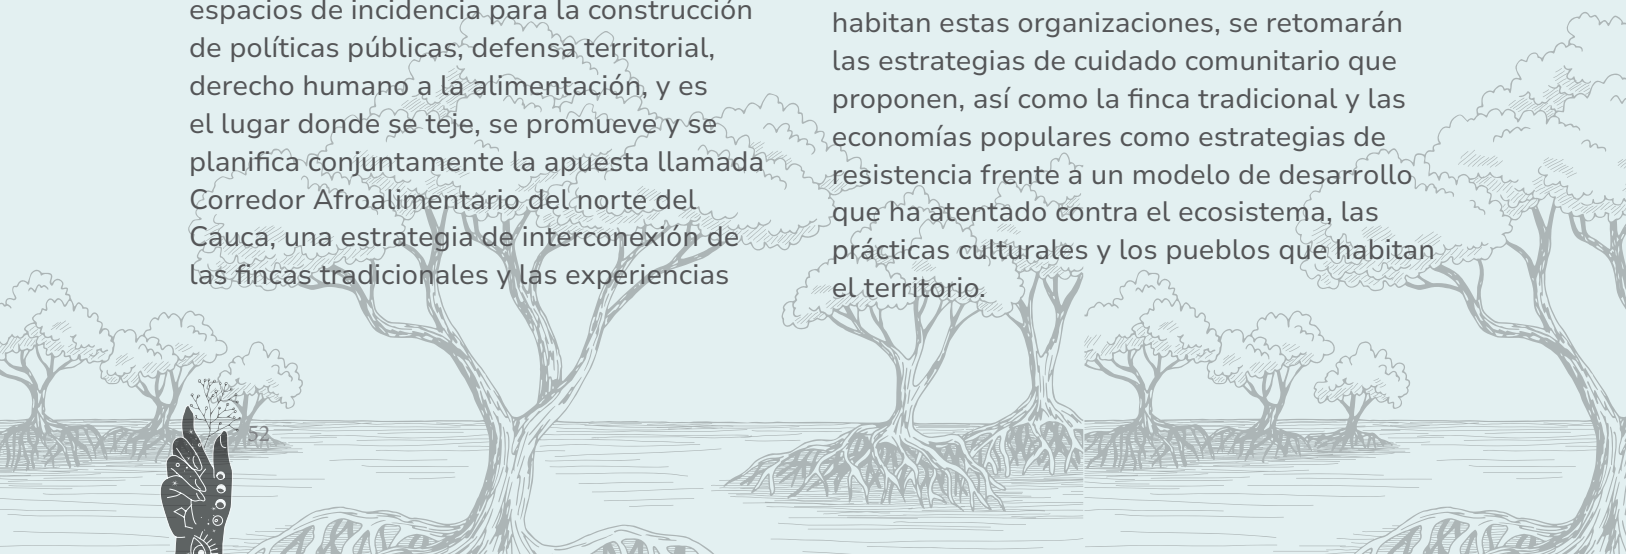 espacios de incidencia para la construcción
de políticas públicas, defensa territorial,
derecho humano a la alimentación, y es
el lugar donde se teje, se promueve y se
planifica conjuntamente la apuesta llamada
Corredor Afroalimentario del norte del
Cauca, una estrategia de interconexión de
las fincas tradicionales y las experiencias
habitan estas organizaciones, se retomarán
las estrategias de cuidado comunitario que
proponen, así como la finca tradicional y las
economías populares como estrategias de
resistencia frente a un modelo de desarrollo
que ha atentado contra el ecosistema, las
prácticas culturales y los pueblos que habitan
el territorio.
52